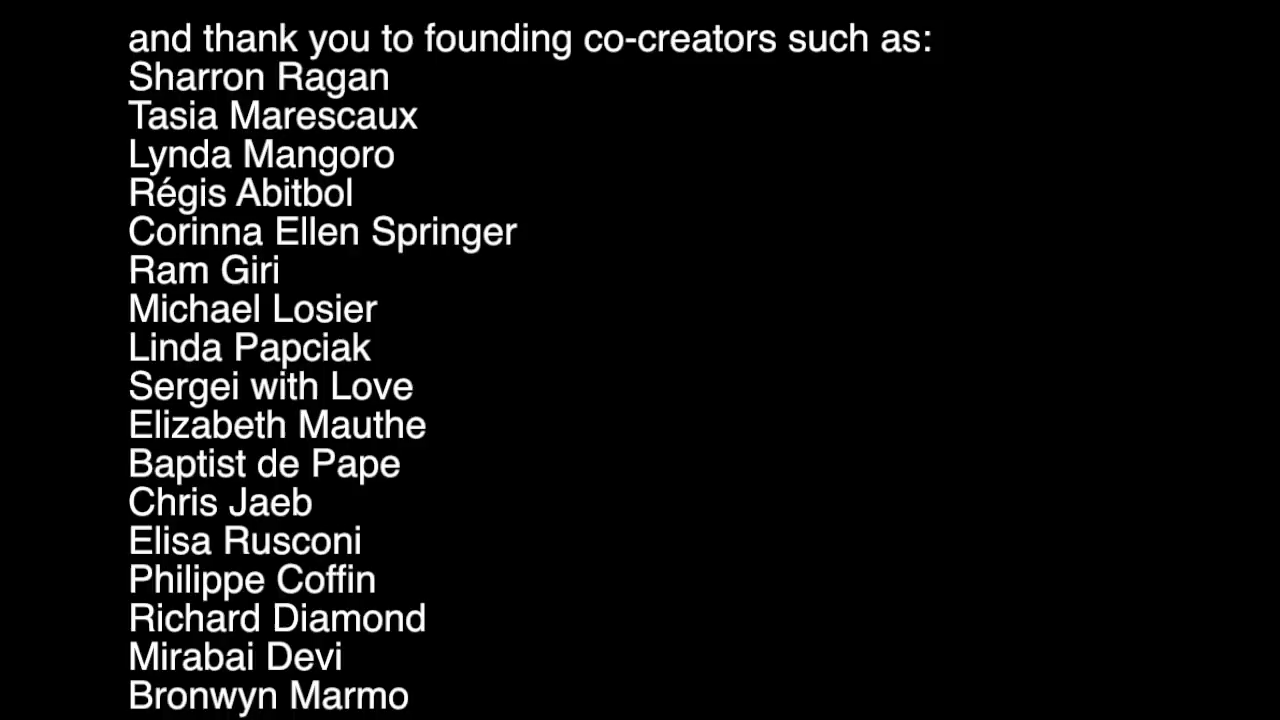 and thank you to founding co-creators such as:
Sharron Ragan
Tasia Marescaux
Lynda Mangoro
Régis Abitbol
Corinna Ellen Springer
Ram Giri
Michael Losier
Linda Papciak
Sergei with Love
Elizabeth Mauthe
Baptist de Pape
Chris Jaeb
Elisa Rusconi
Philippe Coffin
Richard Diamond
Mirabai Devi
Bronwyn Marmo